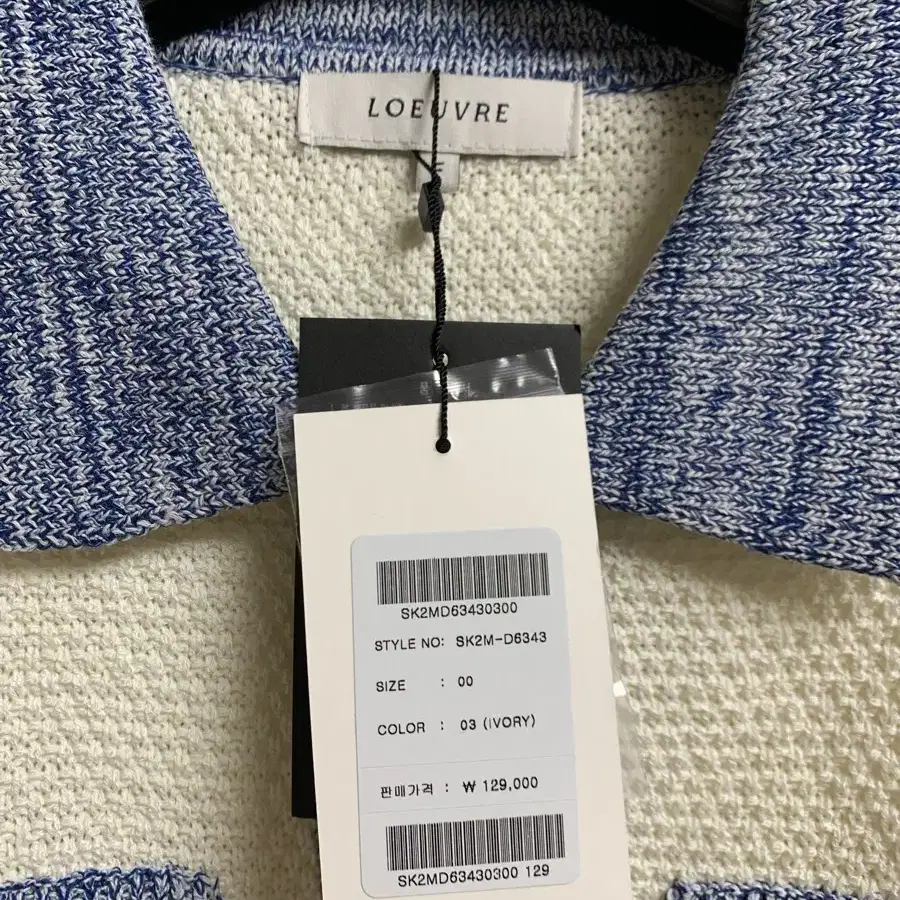 LOEUVRE
SK2MD63430300
STYLE NO: SK2M-D6343
SIZE : 00
COLOR : 03 (IVORY)
판매가격 : ₩ 129,000
SK2MD63430300 129